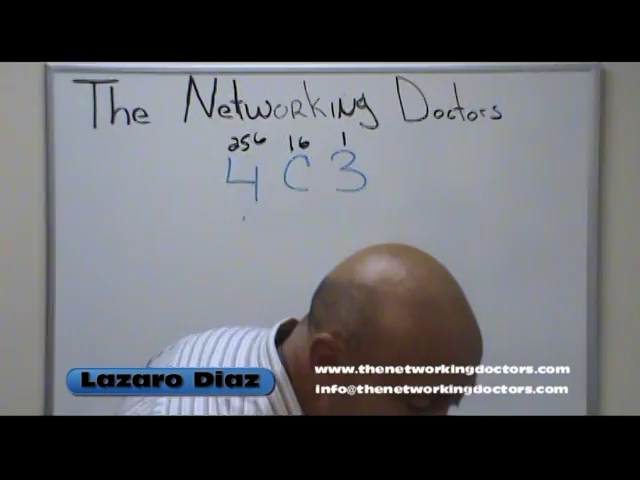 The Networking Doctors
256 16 1
4 C 3
Lazaro Diaz
www.thenetworkingdoctors.com
info@thenetworkingdoctors.com